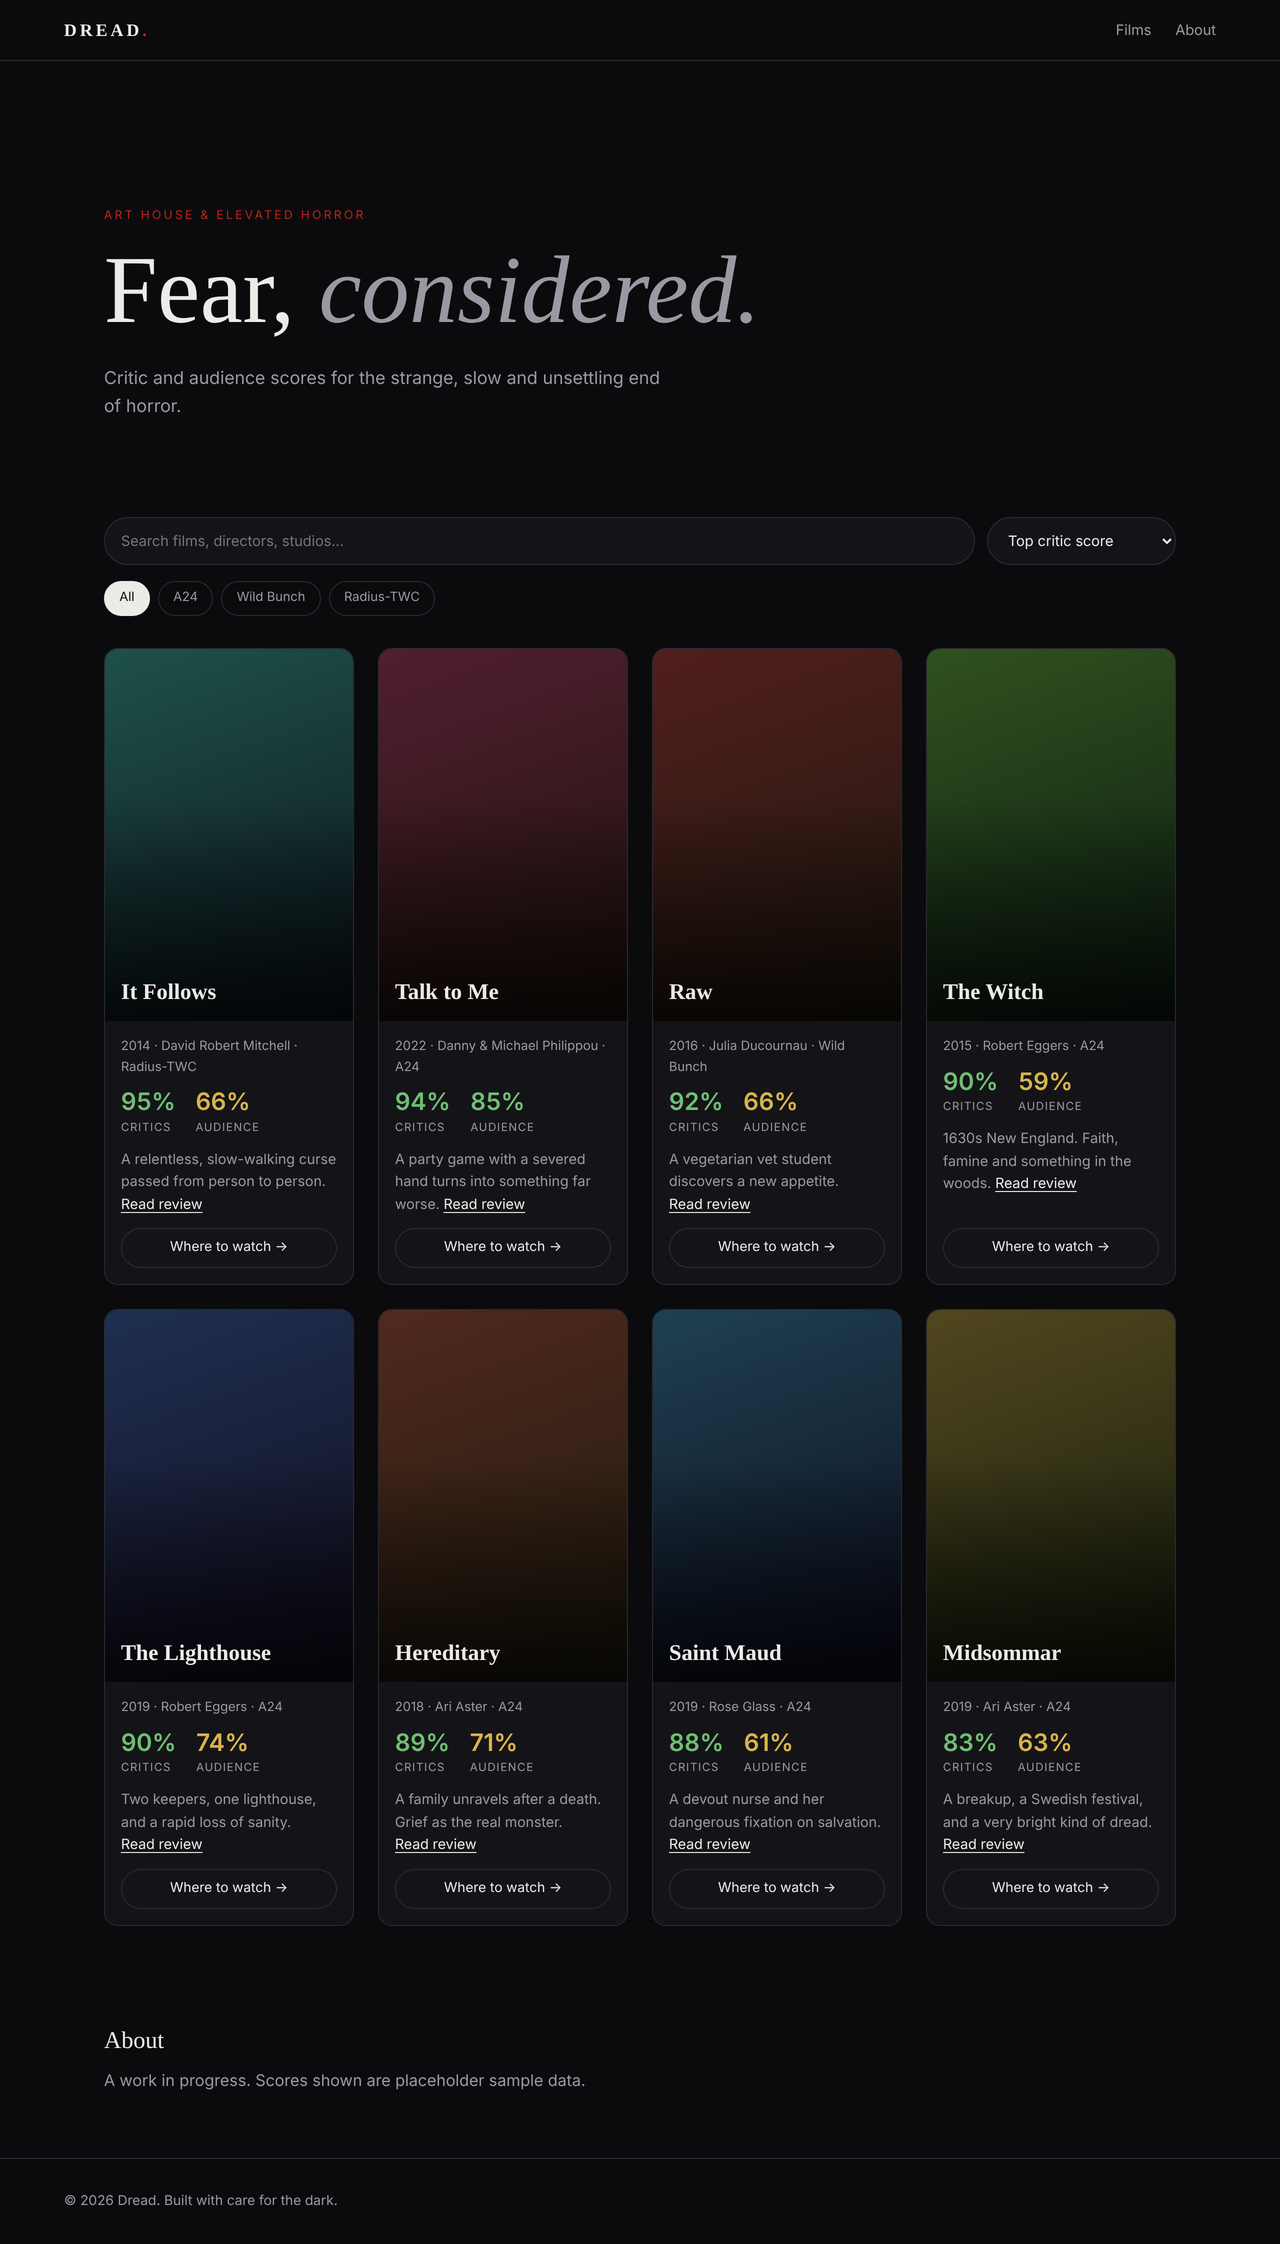 DREAD.
Films About
ART HOUSE & ELEVATED HORROR
Fear, considered.
Critic and audience scores for the strange, slow and unsettling end
of horror.
Search films, directors, studios...
Top critic score
All A24 Wild Bunch Radius-TWC
It Follows
2014 · David Robert Mitchell ·
Radius-TWC
95% 66%
CRITICS AUDIENCE
A relentless, slow-walking curse
passed from person to person.
Read review
Where to watch →
Talk to Me
2022 · Danny & Michael Philippou ·
A24
94% 85%
CRITICS AUDIENCE
A party game with a severed
hand turns into something far
worse. Read review
Where to watch →
Raw
2016 · Julia Ducournau · Wild
Bunch
92% 66%
CRITICS AUDIENCE
A vegetarian vet student
discovers a new appetite.
Read review
Where to watch →
The Witch
2015 · Robert Eggers · A24
90% 59%
CRITICS AUDIENCE
1630s New England. Faith,
famine and something in the
woods. Read review
Where to watch →
The Lighthouse
2019 · Robert Eggers · A24
90% 74%
CRITICS AUDIENCE
Two keepers, one lighthouse,
and a rapid loss of sanity.
Read review
Where to watch →
Hereditary
2018 · Ari Aster · A24
89% 71%
CRITICS AUDIENCE
A family unravels after a death.
Grief as the real monster.
Read review
Where to watch →
Saint Maud
2019 · Rose Glass · A24
88% 61%
CRITICS AUDIENCE
A devout nurse and her
dangerous fixation on salvation.
Read review
Where to watch →
Midsommar
2019 · Ari Aster · A24
83% 63%
CRITICS AUDIENCE
A breakup, a Swedish festival,
and a very bright kind of dread.
Read review
Where to watch →
About
A work in progress. Scores shown are placeholder sample data.
© 2026 Dread. Built with care for the dark.